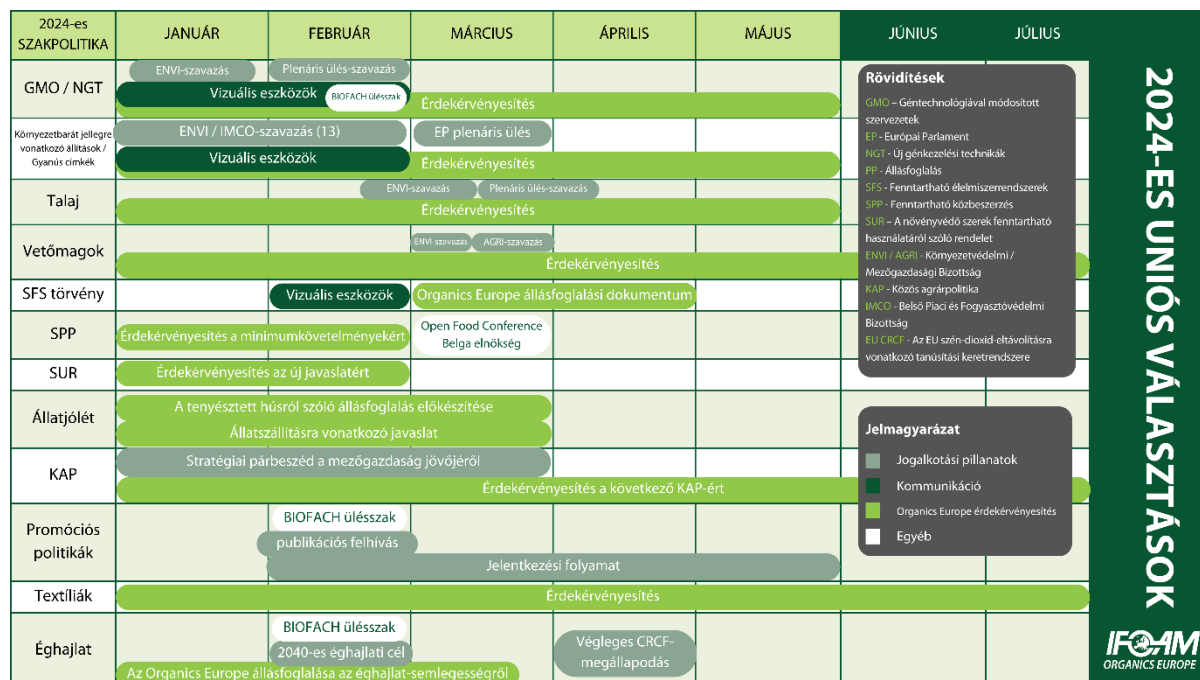 2024-es
SZAKPOLITIKA
JANUÁR
FEBRUÁR
MÁRCIUS
ÁPRILIS
MÁJUS
JÚNIUS
JÚLIUS
GMO / NGT
ENVI-szavazás
Plenáris ülés-szavazás
Vizuális eszközök
BIOFACH ülésszak
Érdekérvényesítés
Környezetbarát jellegre
vonatkozó állítások /
Gyanús címkék
ENVI / IMCO-szavazás (13)
EP plenáris ülés
Vizuális eszközök
Érdekérvényesítés
Talaj
ENVI-szavazás
Plenáris ülés-szavazás
Érdekérvényesítés
Vetőmagok
ENVI-szavazás
AGRI-szavazás
Érdekérvényesítés
SFS törvény
Vizuális eszközök
Organics Europe állásfoglalási dokumentum
SPP
Érdekérvényesítés a minimumkövetelményekért
Open Food Conference
Belga elnökség
SUR
Érdekérvényesítés az új javaslatért
Állatjólét
A tenyésztett húsról szóló állásfoglalás előkészítése
Állatszállításra vonatkozó javaslat
KAP
Stratégiai párbeszéd a mezőgazdaság jövőjéről
Érdekérvényesítés a következő KAP-ért
Promóciós
politikák
BIOFACH ülésszak
publikációs felhívás
Jelentkezési folyamat
Textíliák
Érdekérvényesítés
Éghajlat
BIOFACH ülésszak
2040-es éghajlati cél
Végleges CRCF-
megállapodás
Az Organics Europe állásfoglalása az éghajlat-semlegességről
Rövidítések
GMO – Géntechnológiával módosított
szervezetek
EP - Európai Parlament
NGT - Új génkezelési technikák
PP - Állásfoglalás
SFS - Fenntartható élelmiszerrendszerek
SPP - Fenntartható közbeszerzés
SUR – A növényvédő szerek fenntartható
használatáról szóló rendelet
ENVI / AGRI - Környezetvédelmi /
Mezőgazdasági Bizottság
KAP - Közös agrárpolitika
IMCO - Belső Piaci és Fogyasztóvédelmi
Bizottság
EU CRCF - Az EU szén-dioxid-eltávolításra
vonatkozó tanúsítási keretrendszere
Jelmagyarázat
Jogalkotási pillanatok
Kommunikáció
Organics Europe érdekérvényesítés
Egyéb
2024-ES UNIÓS VÁLASZTÁSOK
IFOAM
ORGANICS EUROPE